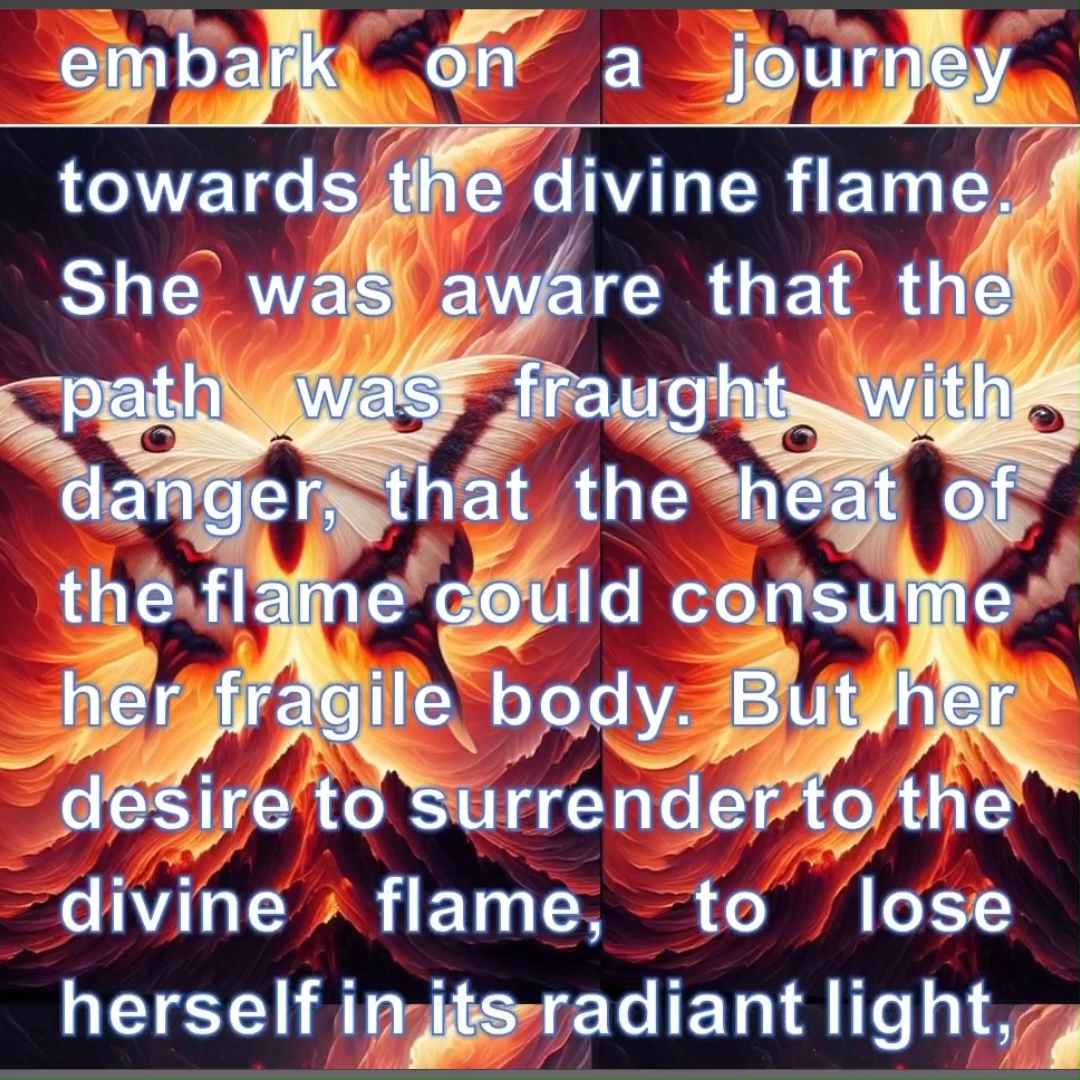 embark on a journey
towards the divine flame.
She was aware that the
path was fraught with
danger, that the heat of
the flame could consume
her fragile body. But her
desire to surrender to the
divine flame, to lose
herself in its radiant light,